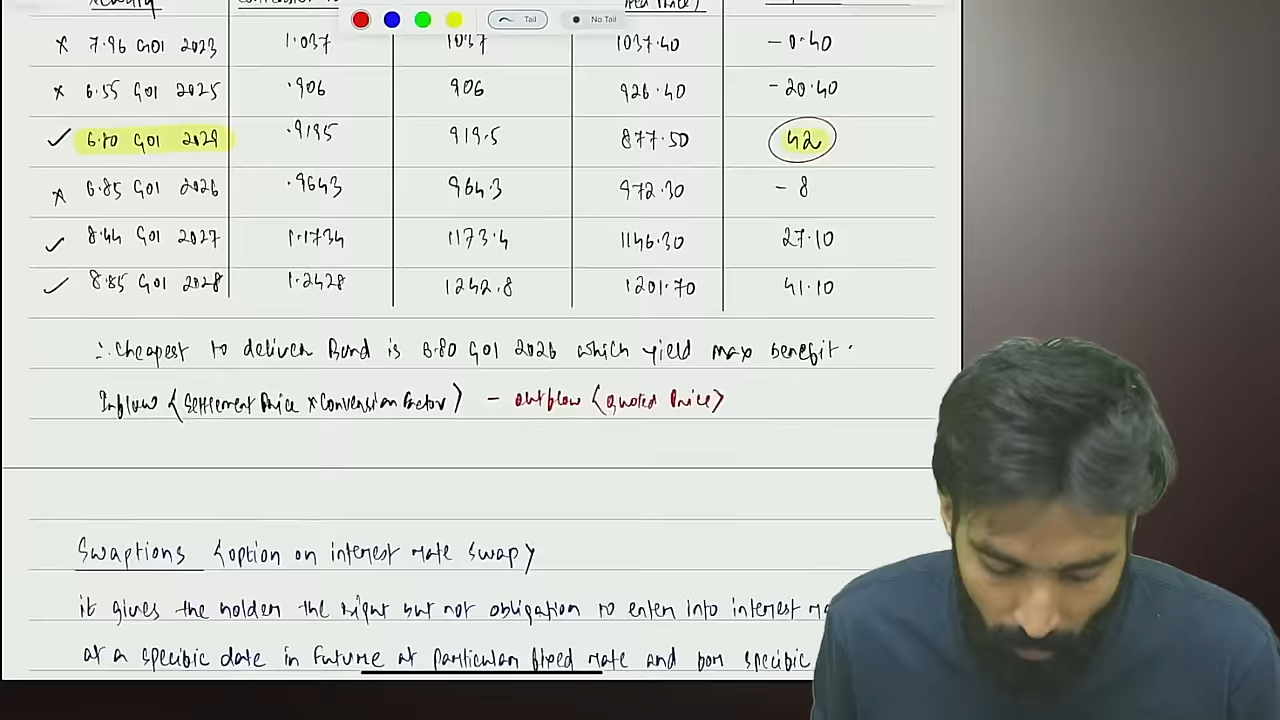 Tail No Tail
× 7.96 GOI 2023 1.037 1037 1037.40 - 0.40
× 6.55 GOI 2025 .906 906 926.40 - 20.40
✓ 6.80 GOI 2029 .9195 919.5 877.50 42
× 6.85 GOI 2026 .9643 964.3 972.30 - 8
✓ 8.44 GOI 2027 1.1734 1173.4 1146.30 27.10
✓ 8.85 GOI 2028 1.2428 1242.8 1201.70 41.10
∴ Cheapest to deliver Bond is 6.80 GOI 2026 which yield max benefit.
Inflow {Settlement Price x Conversion Factor} - outflow {Quoted Price}
Swaptions {option on interest rate swap}
it gives the holder the right but not obligation to enter into interest
at a specific date in future at particular fixed rate and for specific